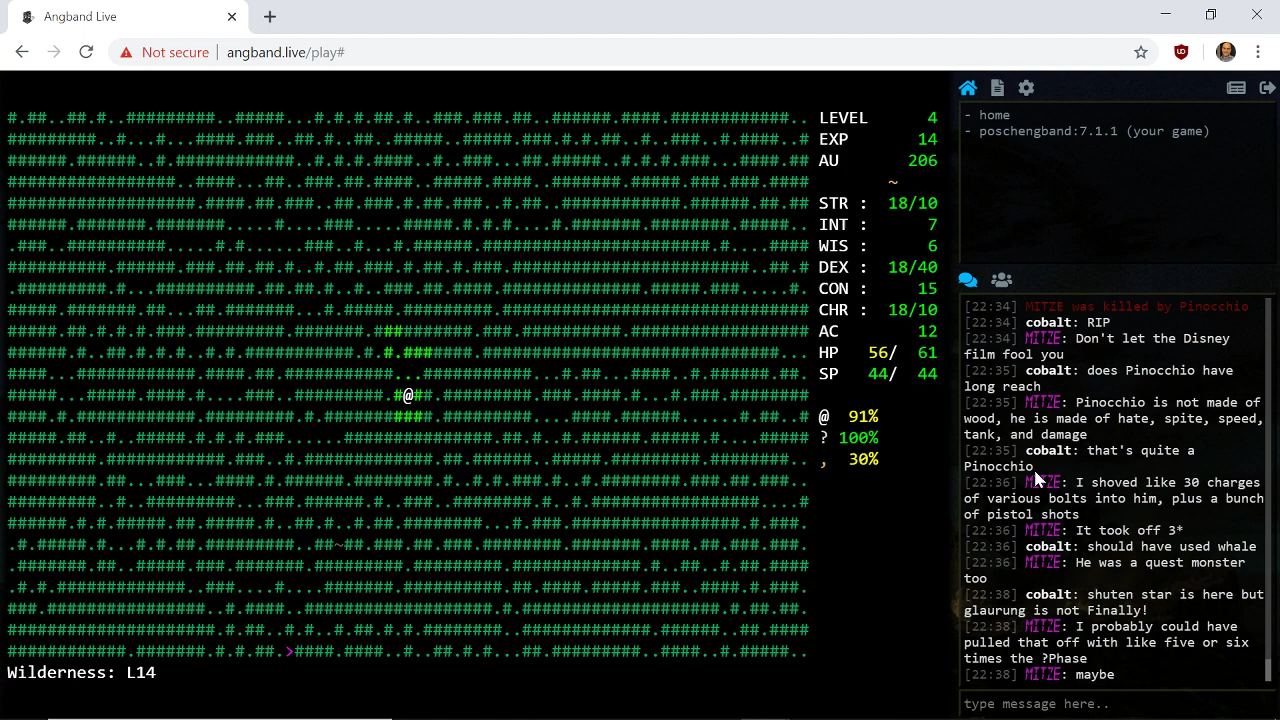 Angband Live
Not secure
angband.live/play#
LEVEL 4
EXP 14
AU 206
~
STR : 18/10
INT : 7
WIS : 6
DEX : 18/40
CON : 15
CHR : 18/10
AC 12
HP 56/ 61
SP 44/ 44
@ 91%
? 100%
, 30%
@
>
Wilderness: L14
- home
- poschengband:7.1.1 (your game)
[22:34] MITZE was killed by Pinocchio
[22:34] cobalt: RIP
[22:34] MITZE: Don't let the Disney
film fool you
[22:35] cobalt: does Pinocchio have
long reach
[22:35] MITZE: Pinocchio is not made of
wood, he is made of hate, spite, speed,
tank, and damage
[22:35] cobalt: that's quite a
Pinocchio
[22:36] MITZE: I shoved like 30 charges
of various bolts into him, plus a bunch
of pistol shots
[22:36] MITZE: It took off 3*
[22:36] cobalt: should have used whale
[22:36] MITZE: He was a quest monster
too
[22:38] cobalt: shuten star is here but
glaurung is not Finally!
[22:38] MITZE: I probably could have
pulled that off with like five or six
times the ?Phase
[22:38] MITZE: maybe
type message here..